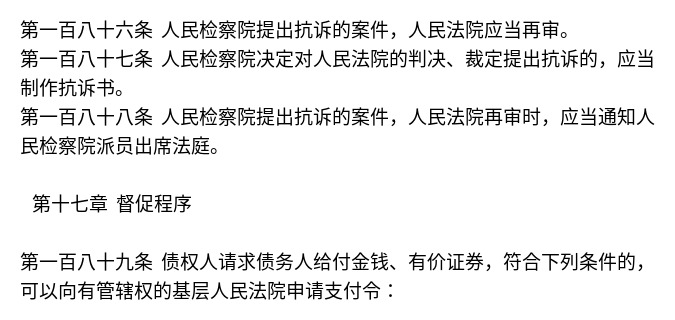 第一百八十六条 人民检察院提出抗诉的案件，人民法院应当再审。
第一百八十七条 人民检察院决定对人民法院的判决、裁定提出抗诉的，应当
制作抗诉书。
第一百八十八条 人民检察院提出抗诉的案件，人民法院再审时，应当通知人
民检察院派员出席法庭。
第十七章 督促程序
第一百八十九条 债权人请求债务人给付金钱、有价证券，符合下列条件的，
可以向有管辖权的基层人民法院申请支付令：